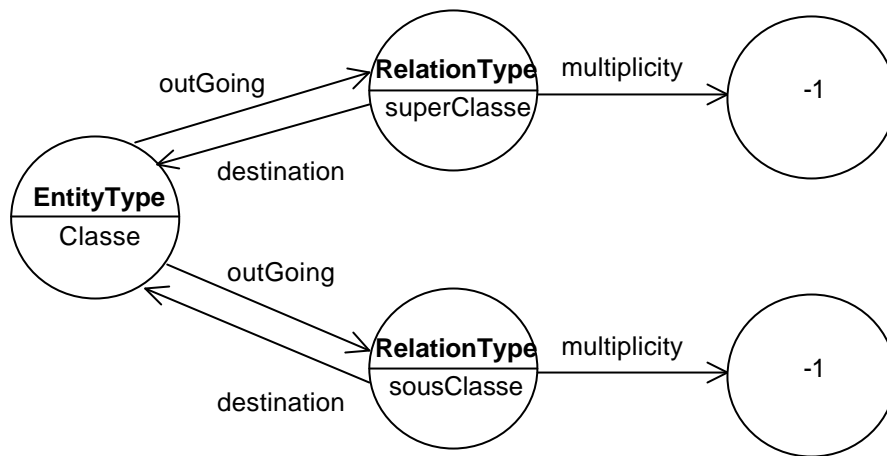 RelationType
superClasse
multiplicity
-1
outGoing
destination
EntityType
Classe
outGoing
destination
RelationType
sousClasse
multiplicity
-1